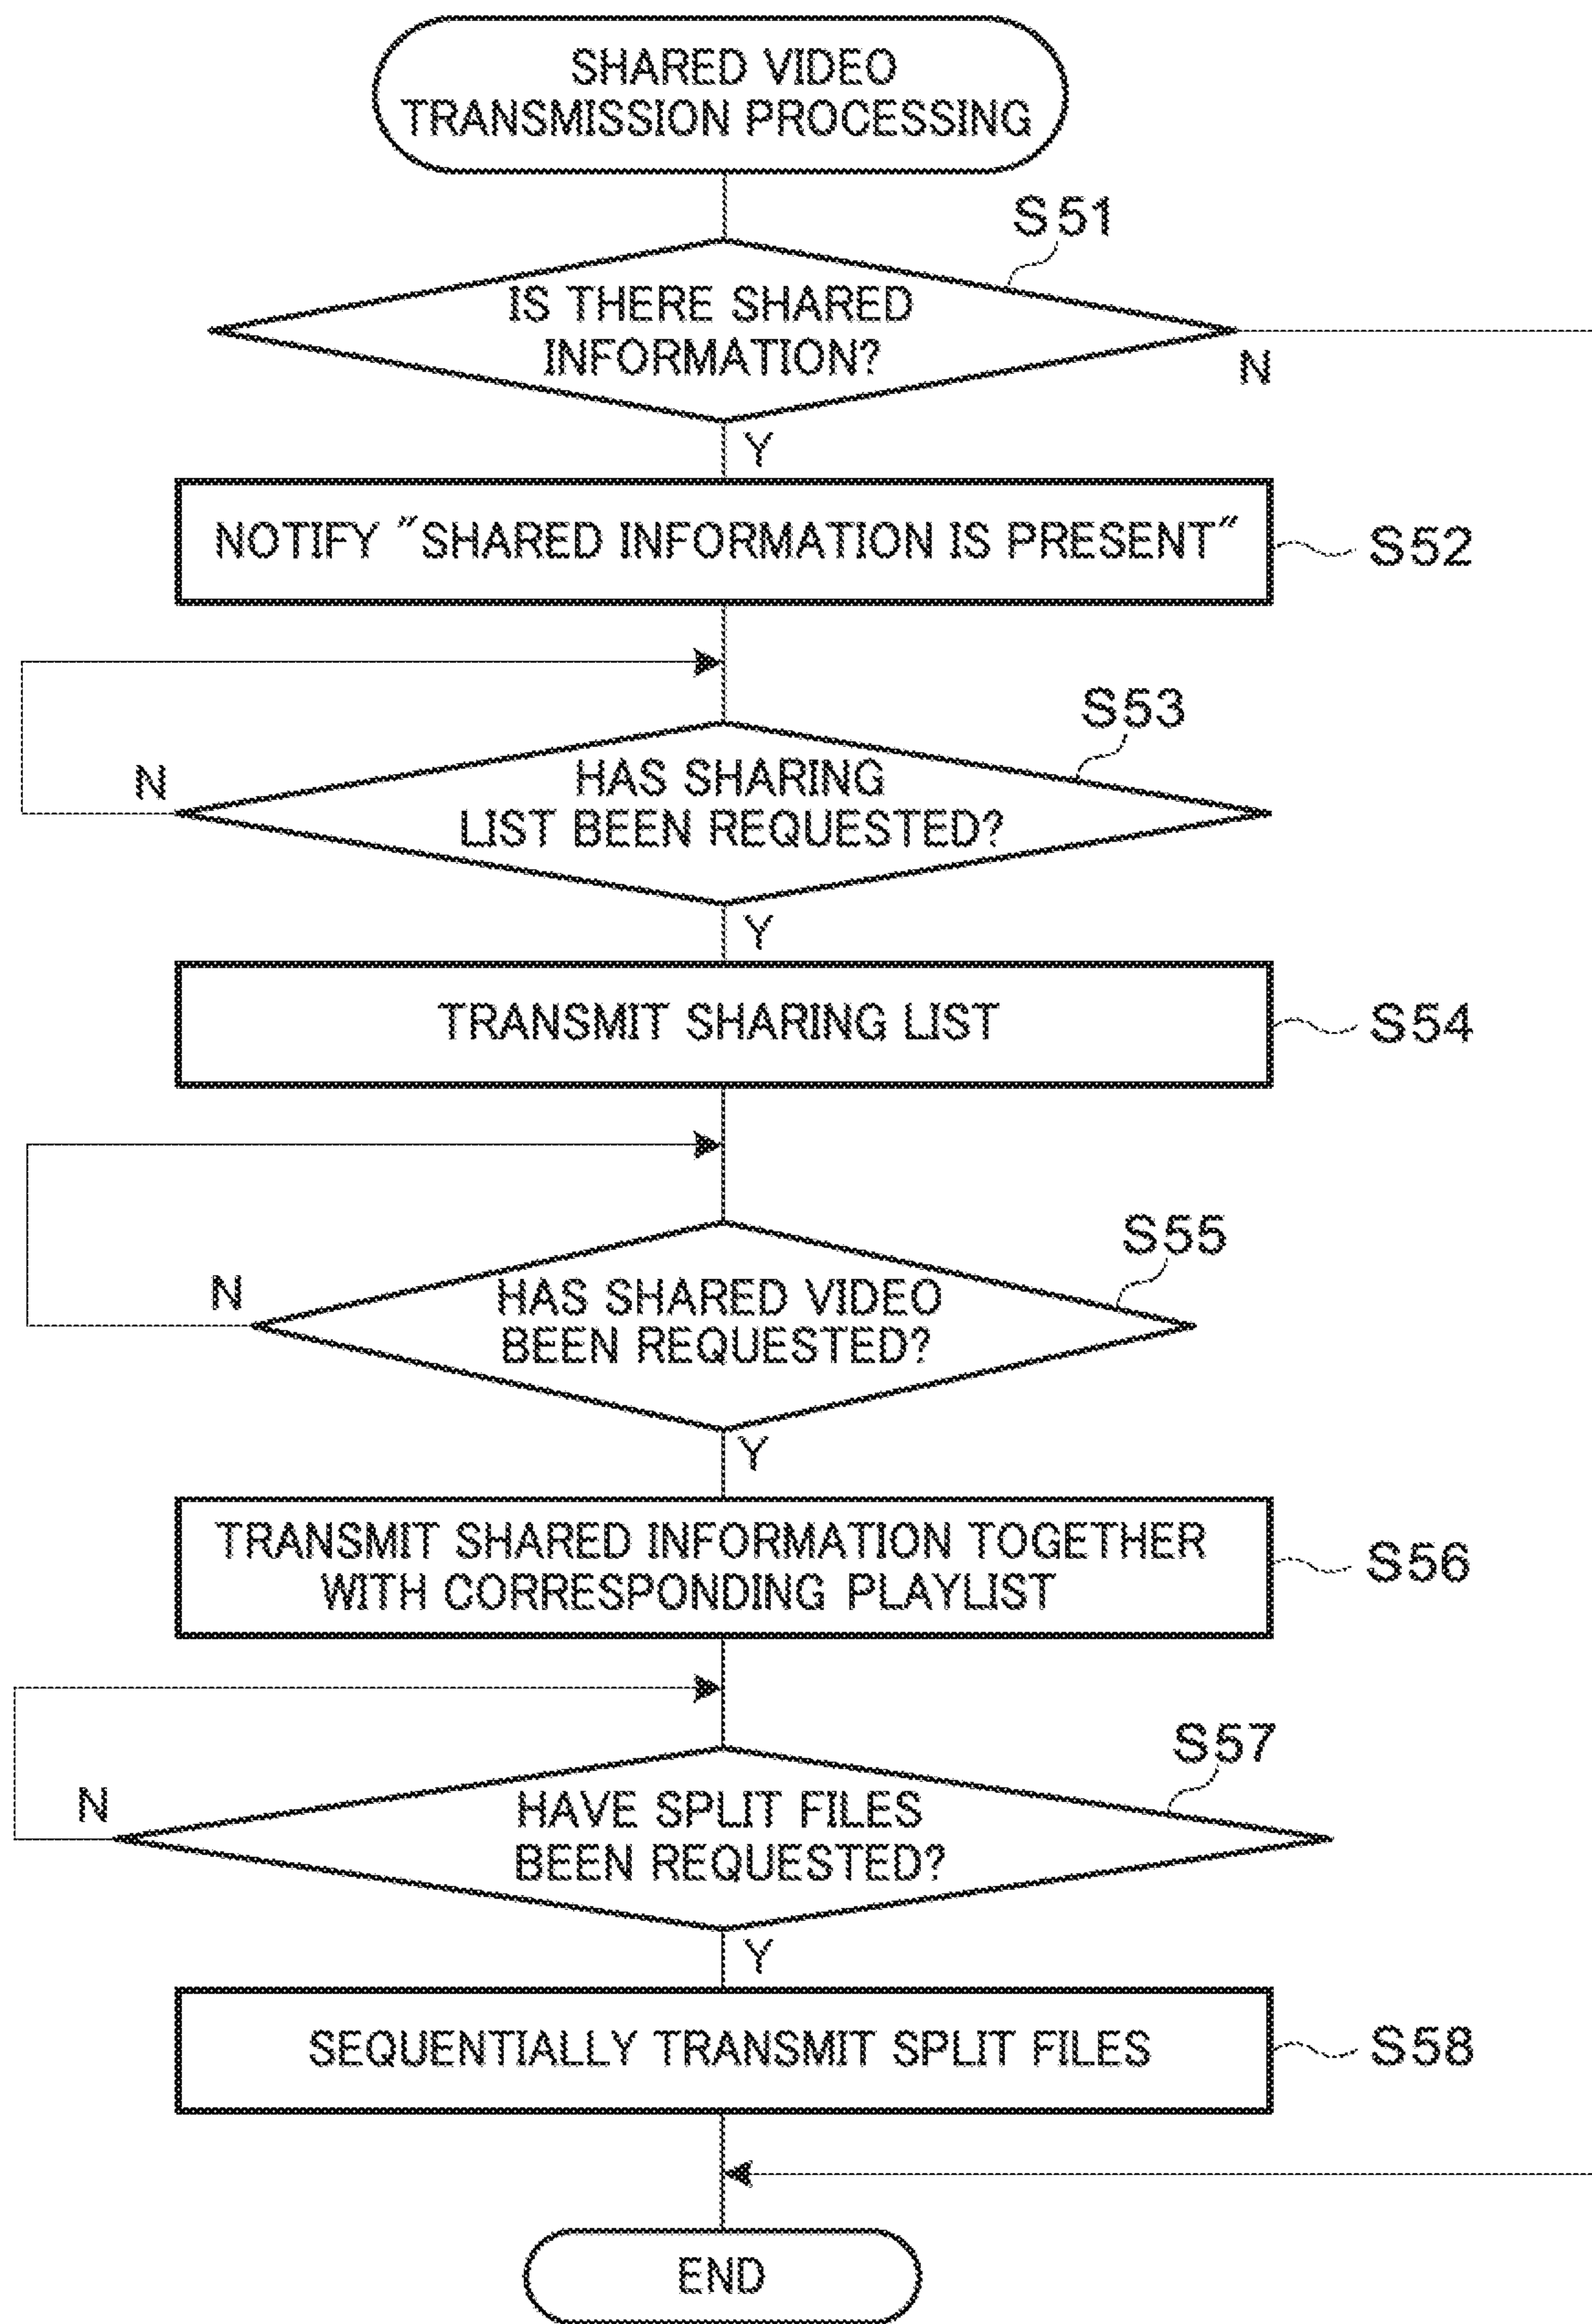 SHARED VIDEO
TRANSMISSION PROCESSING
S51
IS THERE SHARED
INFORMATION?
N
Y
NOTIFY "SHARED INFORMATION IS PRESENT"
S52
S53
N
HAS SHARING
LIST BEEN REQUESTED?
Y
TRANSMIT SHARING LIST
S54
S55
N
HAS SHARED VIDEO
BEEN REQUESTED?
Y
TRANSMIT SHARED INFORMATION TOGETHER
WITH CORRESPONDING PLAYLIST
S56
S57
N
HAVE SPLIT FILES
BEEN REQUESTED?
Y
SEQUENTIALLY TRANSMIT SPLIT FILES
S58
END